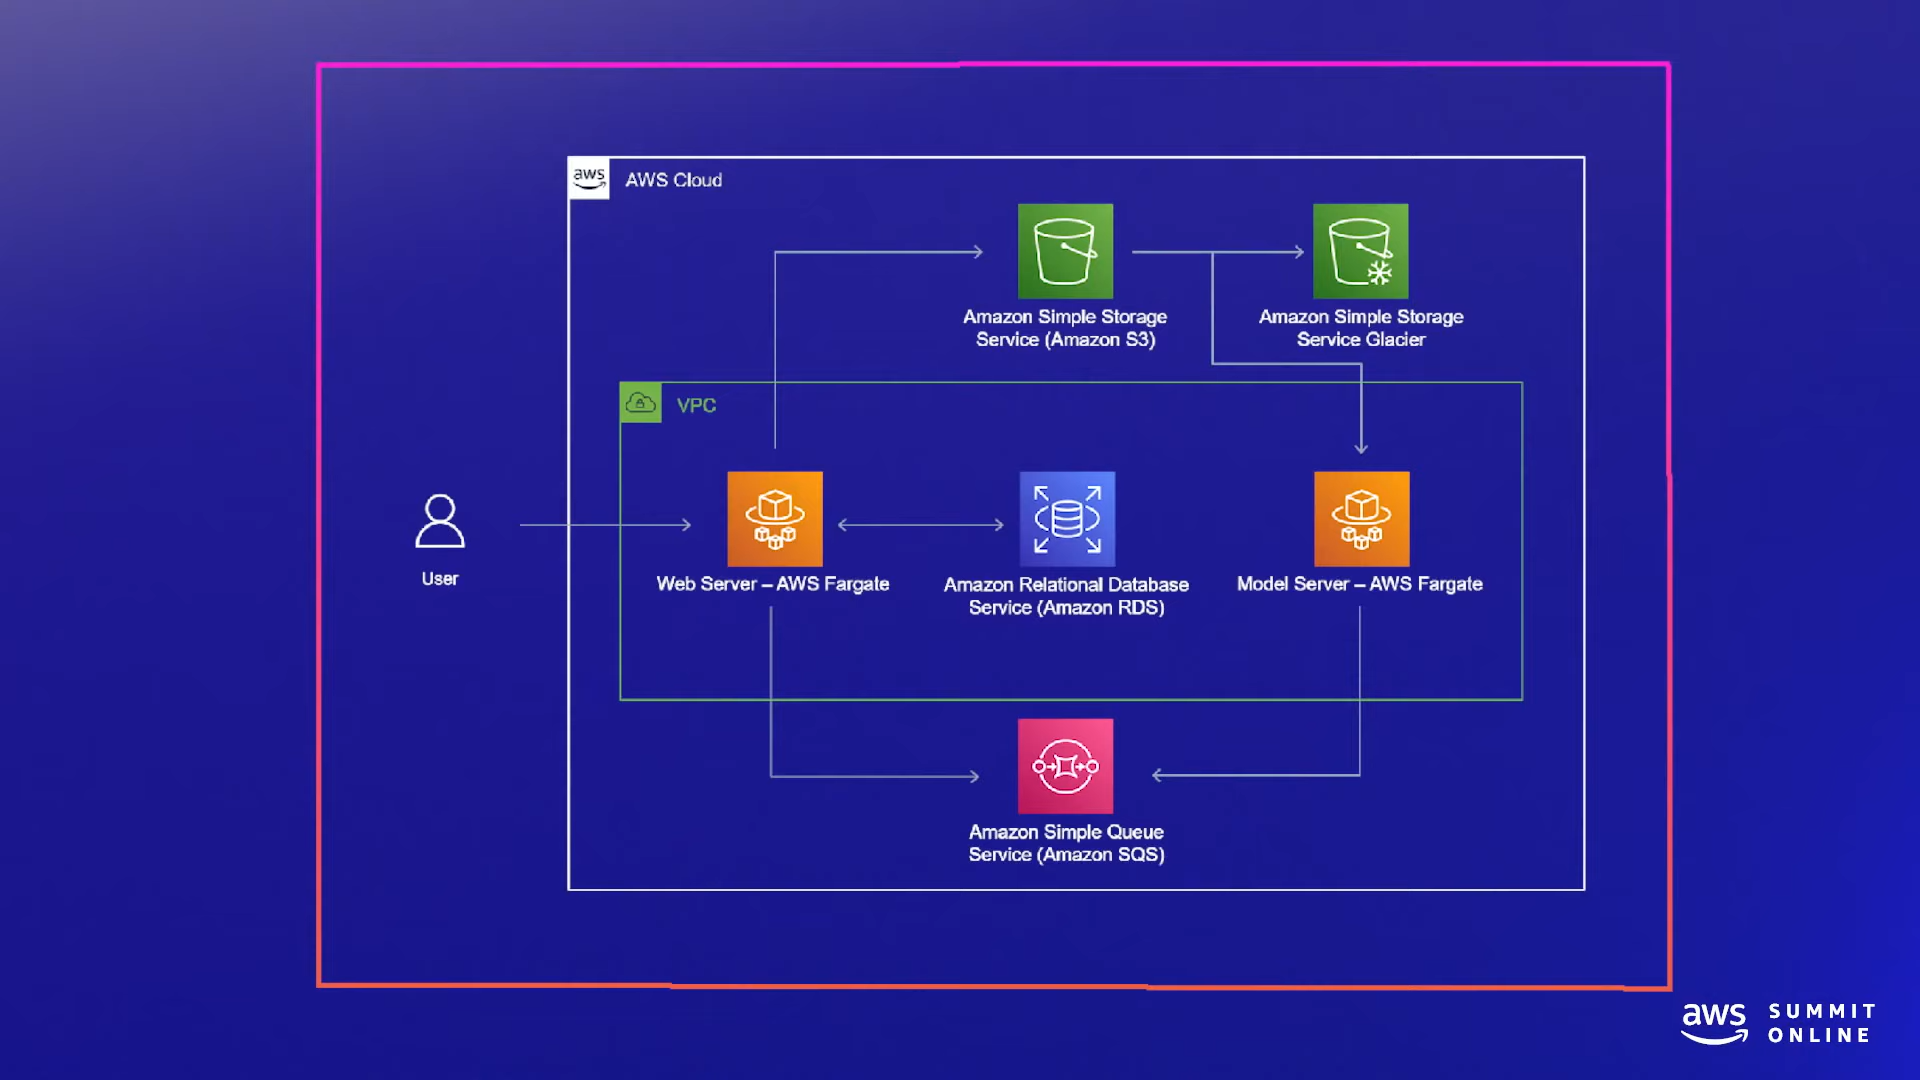 aws
AWS Cloud
Amazon Simple Storage
Service (Amazon S3)
Amazon Simple Storage
Service Glacier
VPC
User
Web Server – AWS Fargate
Amazon Relational Database
Service (Amazon RDS)
Model Server – AWS Fargate
Amazon Simple Queue
Service (Amazon SQS)
aws
SUMMIT
ONLINE